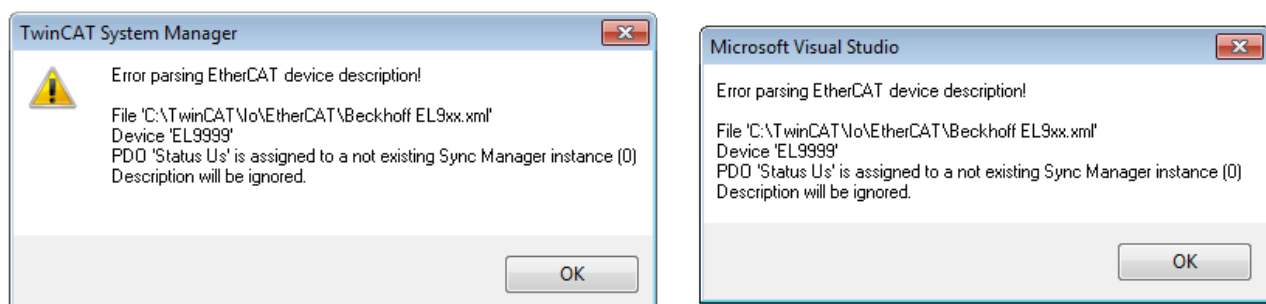 TwinCAT System Manager
Error parsing EtherCAT device description!
File 'C:\TwinCAT\Io\EtherCAT\Beckhoff EL9xx.xml'
Device 'EL9999'
PDO 'Status Us' is assigned to a not existing Sync Manager instance (0)
Description will be ignored.
OK
Microsoft Visual Studio
Error parsing EtherCAT device description!
File 'C:\TwinCAT\Io\EtherCAT\Beckhoff EL9xx.xml'
Device 'EL9999'
PDO 'Status Us' is assigned to a not existing Sync Manager instance (0)
Description will be ignored.
OK